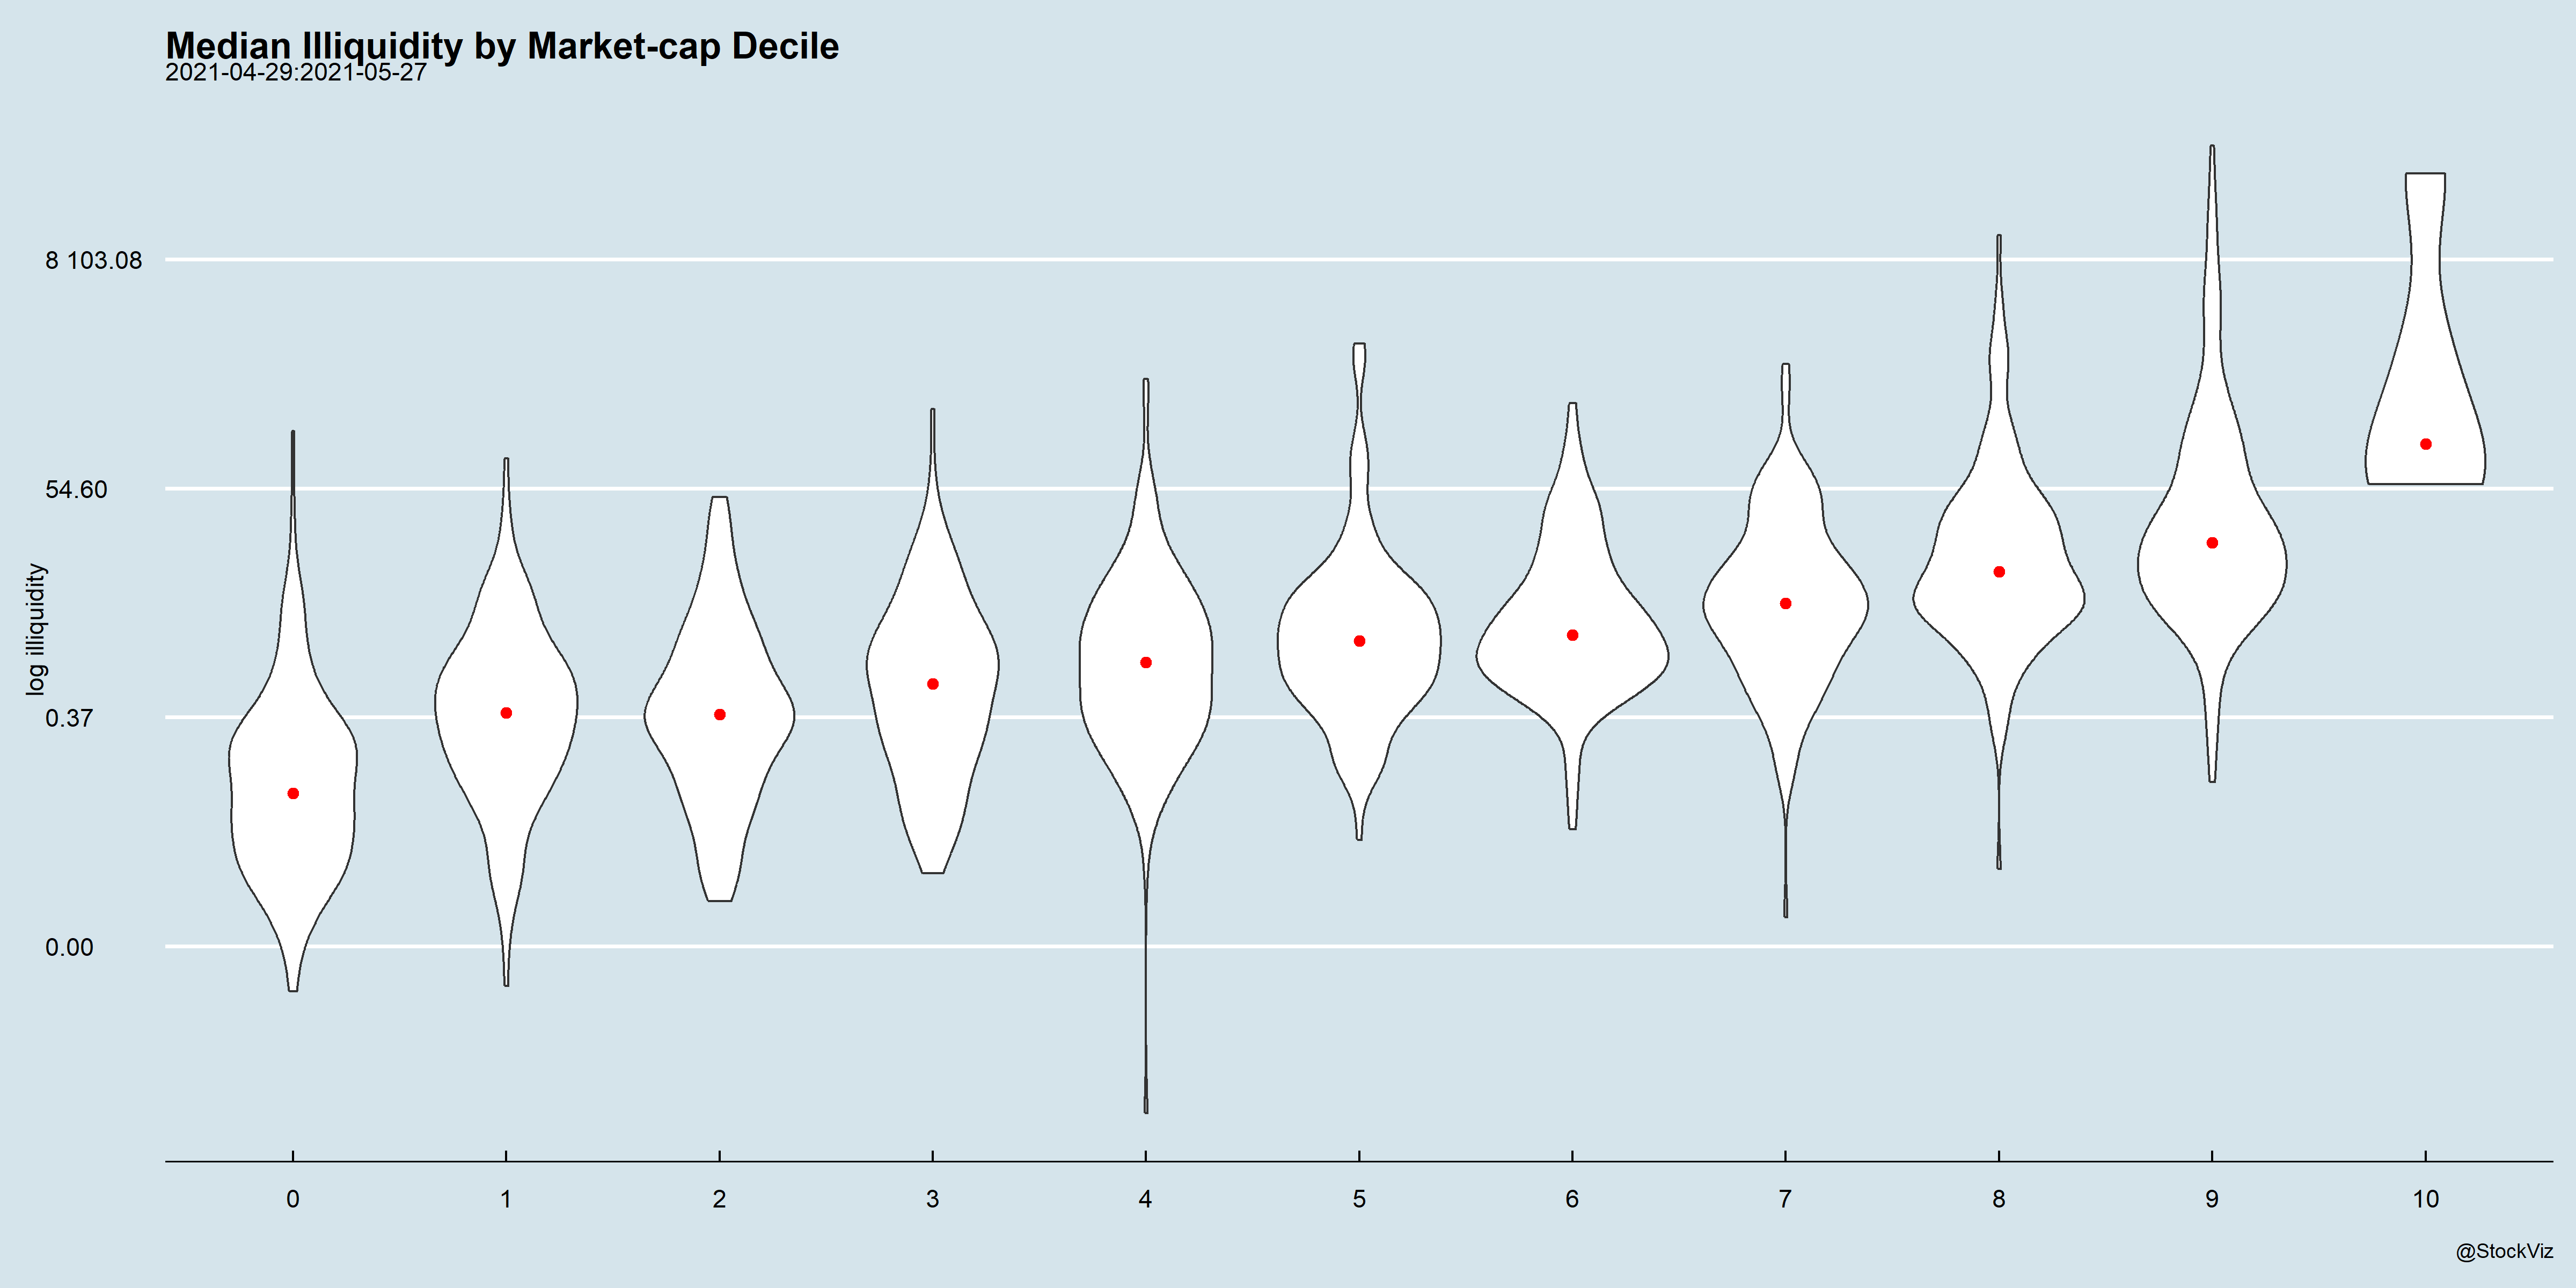 Median Illiquidity by Market-cap Decile
2021-04-29:2021-05-27
log illiquidity
8 103.08
54.60
0.37
0.00
0 1 2 3 4 5 6 7 8 9 10
@StockViz